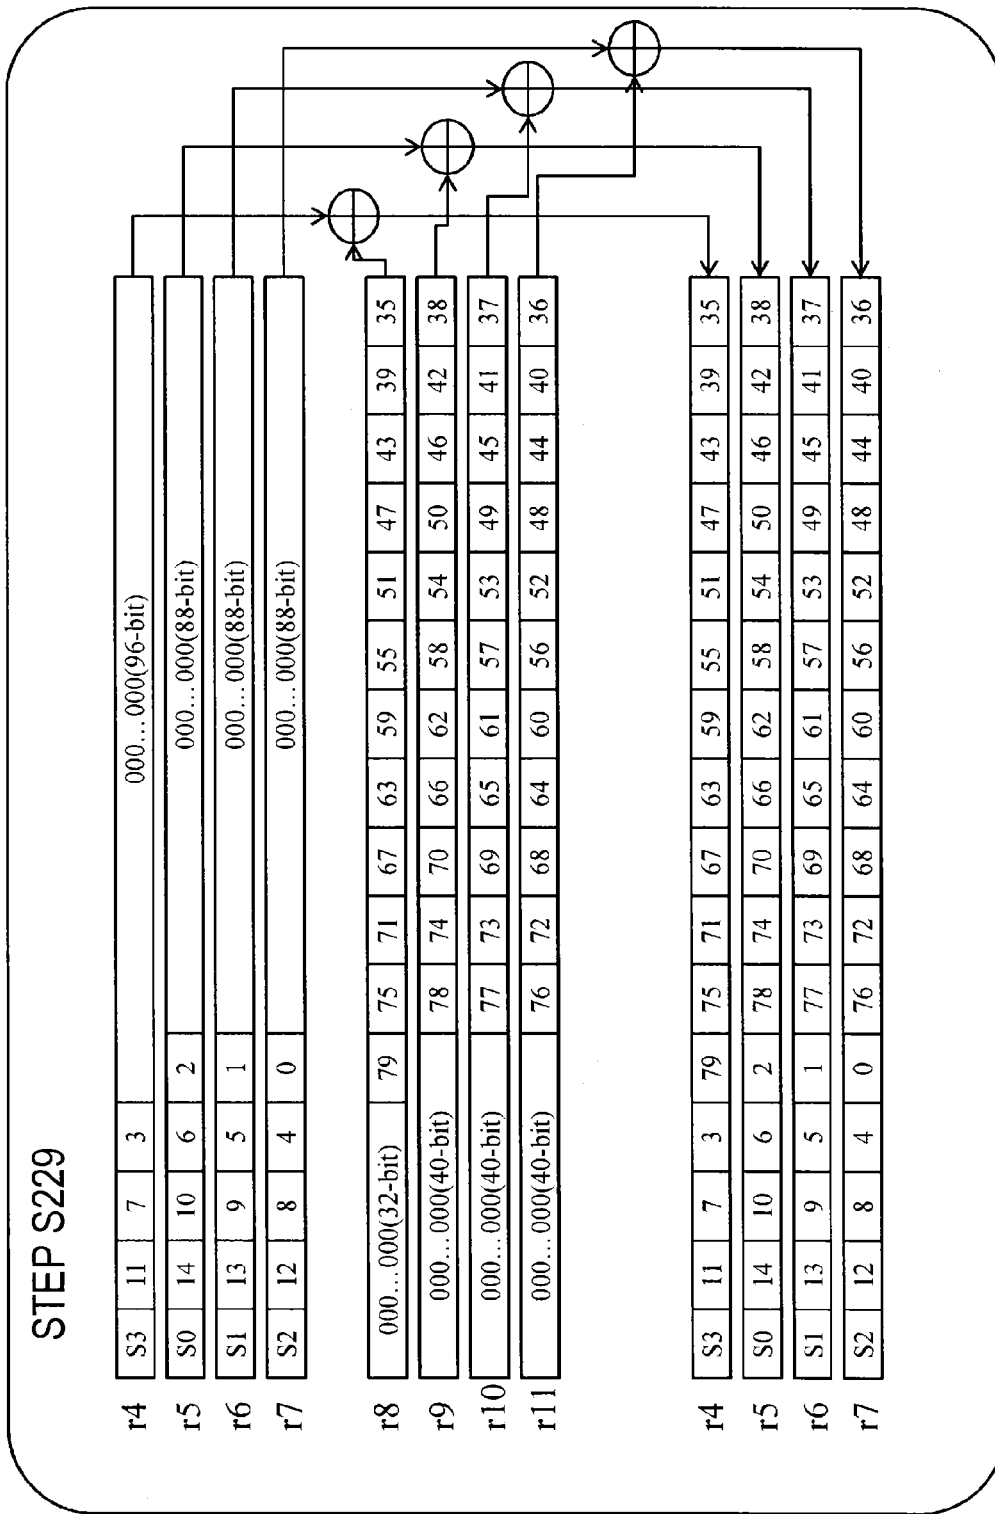 STEP S229
r4 S3 11 7 3 000...000(96-bit)
r5 S0 14 10 6 2 000...000(88-bit)
r6 S1 13 9 5 1 000...000(88-bit)
r7 S2 12 8 4 0 000...000(88-bit)
r8 000...000(32-bit) 79 75 71 67 63 59 55 51 47 43 39 35
r9 000...000(40-bit) 78 74 70 66 62 58 54 50 46 42 38
r10 000...000(40-bit) 77 73 69 65 61 57 53 49 45 41 37
r11 000...000(40-bit) 76 72 68 64 60 56 52 48 44 40 36
r4 S3 11 7 3 79 75 71 67 63 59 55 51 47 43 39 35
r5 S0 14 10 6 2 78 74 70 66 62 58 54 50 46 42 38
r6 S1 13 9 5 1 77 73 69 65 61 57 53 49 45 41 37
r7 S2 12 8 4 0 76 72 68 64 60 56 52 48 44 40 36